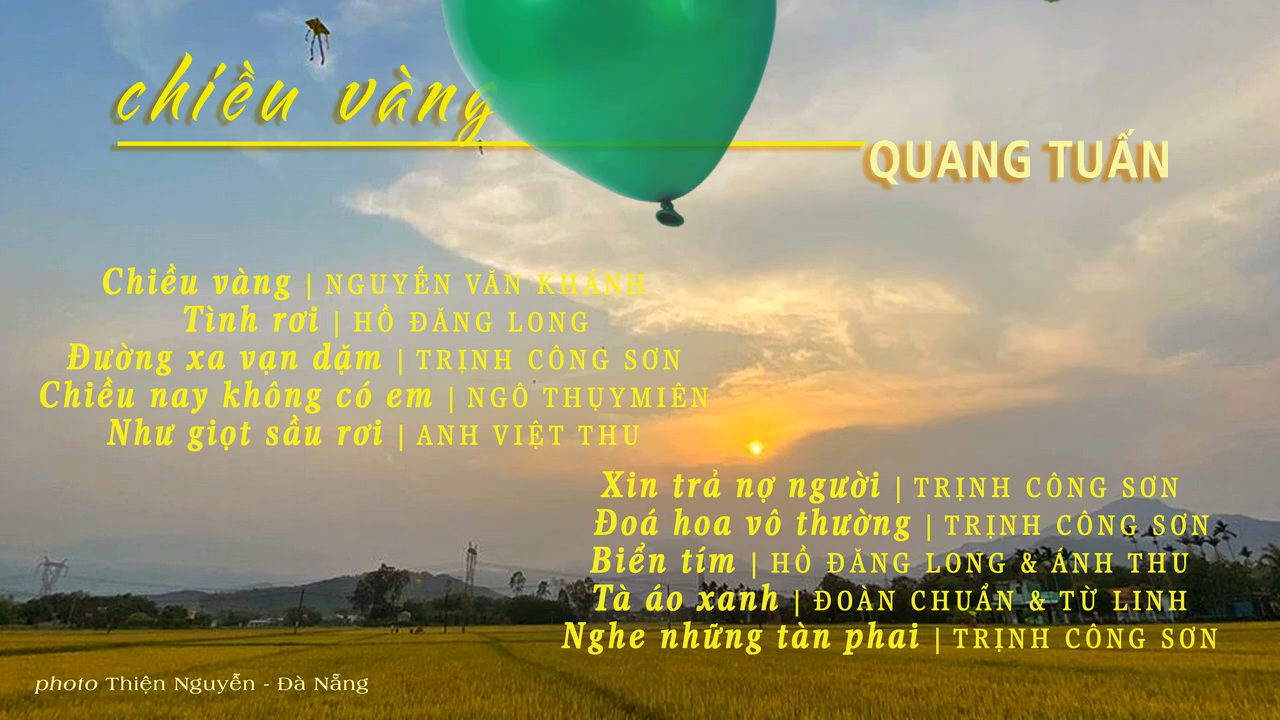 chiều vàng
QUANG TUẤN
Chiều vàng | NGUYỄN VĂN KHÁNH
Tình rơi | HỒ ĐĂNG LONG
Đường xa vạn dặm | TRỊNH CÔNG SƠN
Chiều nay không có em | NGÔ THỤYMIÊN
Như giọt sầu rơi | ANH VIỆT THU
Xin trả nợ người | TRỊNH CÔNG SƠN
Đoá hoa vô thường | TRỊNH CÔNG SƠN
Biển tím | HỒ ĐĂNG LONG & ÁNH THU
Tà áo xanh | ĐOÀN CHUẨN & TỪ LINH
Nghe những tàn phai | TRỊNH CÔNG SƠN
photo Thiện Nguyễn - Đà Nẵng